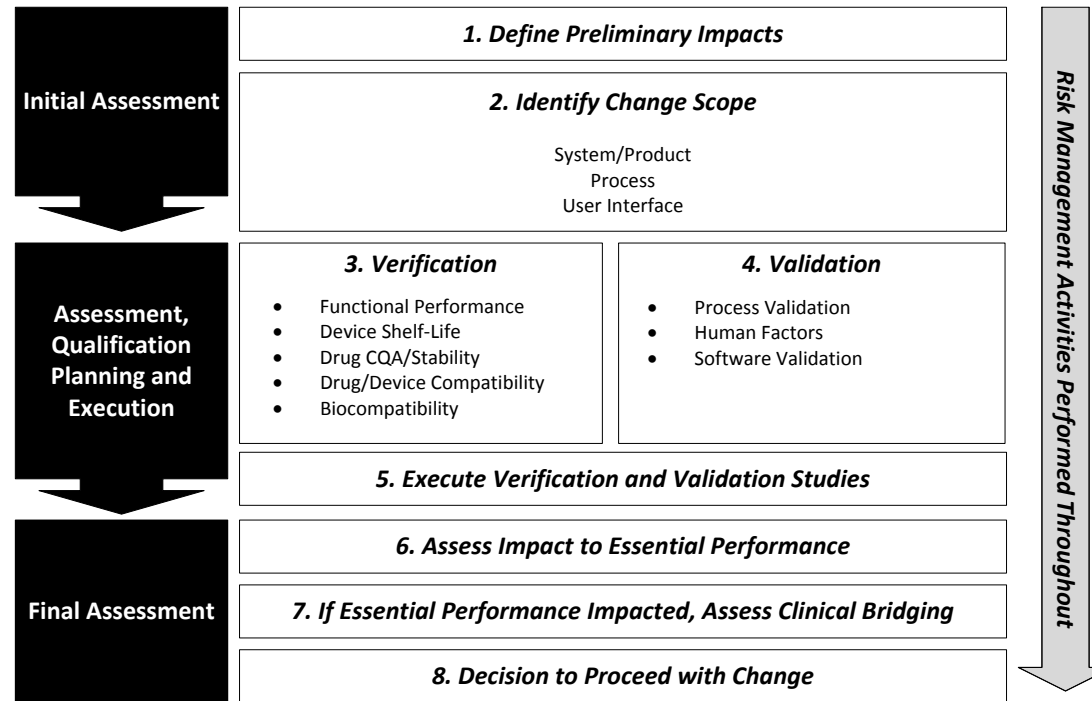 Initial Assessment
1. Define Preliminary Impacts
2. Identify Change Scope
System/Product
Process
User Interface
Assessment,
Qualification
Planning and
Execution
3. Verification
• Functional Performance
• Device Shelf-Life
• Drug CQA/Stability
• Drug/Device Compatibility
• Biocompatibility
4. Validation
• Process Validation
• Human Factors
• Software Validation
5. Execute Verification and Validation Studies
Final Assessment
6. Assess Impact to Essential Performance
7. If Essential Performance Impacted, Assess Clinical Bridging
8. Decision to Proceed with Change
Risk Management Activities Performed Throughout